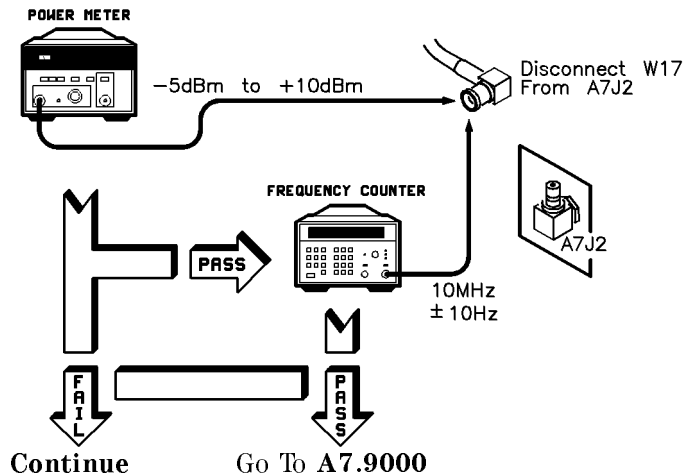 POWER METER
-5dBm to +10dBm
Disconnect W17
From A7J2
FREQUENCY COUNTER
A7J2
PASS
10MHz
± 10Hz
FAIL
PASS
Continue
Go To A7.9000